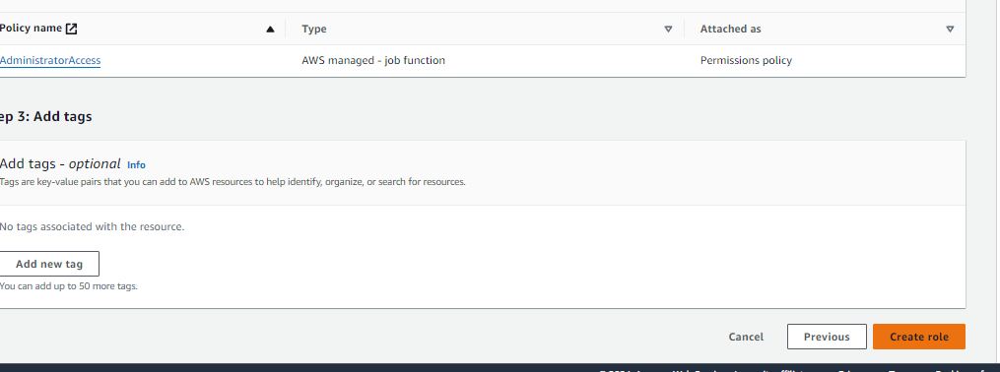 Policy name
Type
Attached as
AdministratorAccess
AWS managed - job function
Permissions policy
ep 3: Add tags
Add tags - optional Info
Tags are key-value pairs that you can add to AWS resources to help identify, organize, or search for resources.
No tags associated with the resource.
Add new tag
You can add up to 50 more tags.
Cancel
Previous
Create role